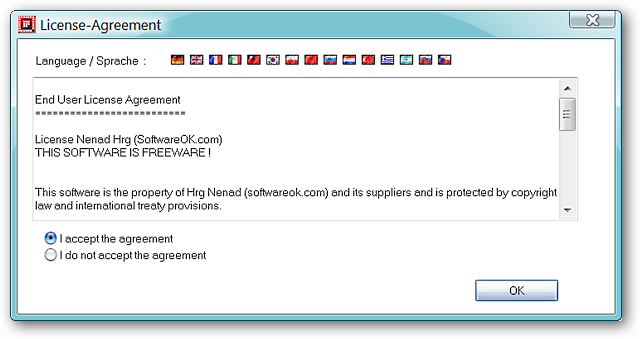 License-Agreement
Language / Sprache :
End User License Agreement
==========================
License Nenad Hrg (SoftwareOK.com)
THIS SOFTWARE IS FREEWARE !
This software is the property of Hrg Nenad (softwareok.com) and its suppliers and is protected by copyright
law and international treaty provisions.
I accept the agreement
I do not accept the agreement
OK